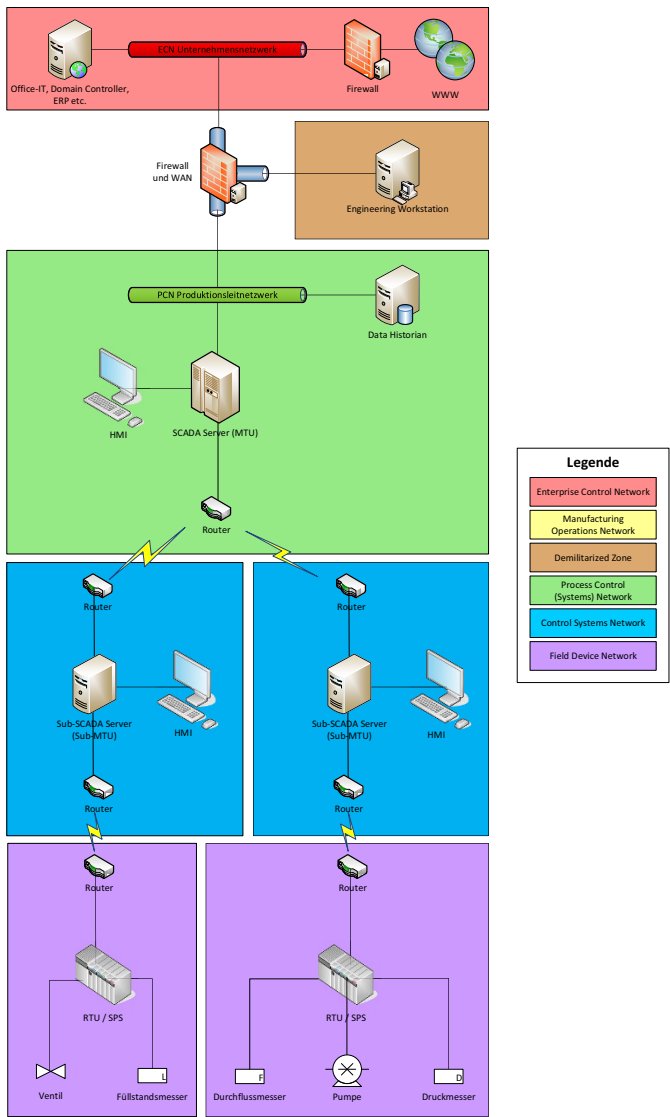 ECN Unternehmensnetzwerk
Office-IT, Domain Controller,
ERP etc.
Firewall
WWW
Firewall
und WAN
Engineering Workstation
PCN Produktionsleitnetzwerk
Data Historian
HMI
SCADA Server (MTU)
Router
Legende
Enterprise Control Network
Manufacturing
Operations Network
Demilitarized Zone
Process Control
(Systems) Network
Control Systems Network
Field Device Network
Router
Router
Sub-SCADA Server
(Sub-MTU)
HMI
Sub-SCADA Server
(Sub-MTU)
HMI
Router
Router
Router
Router
RTU / SPS
RTU / SPS
L
F
D
Ventil
Füllstandsmesser
Durchflussmesser
Pumpe
Druckmesser